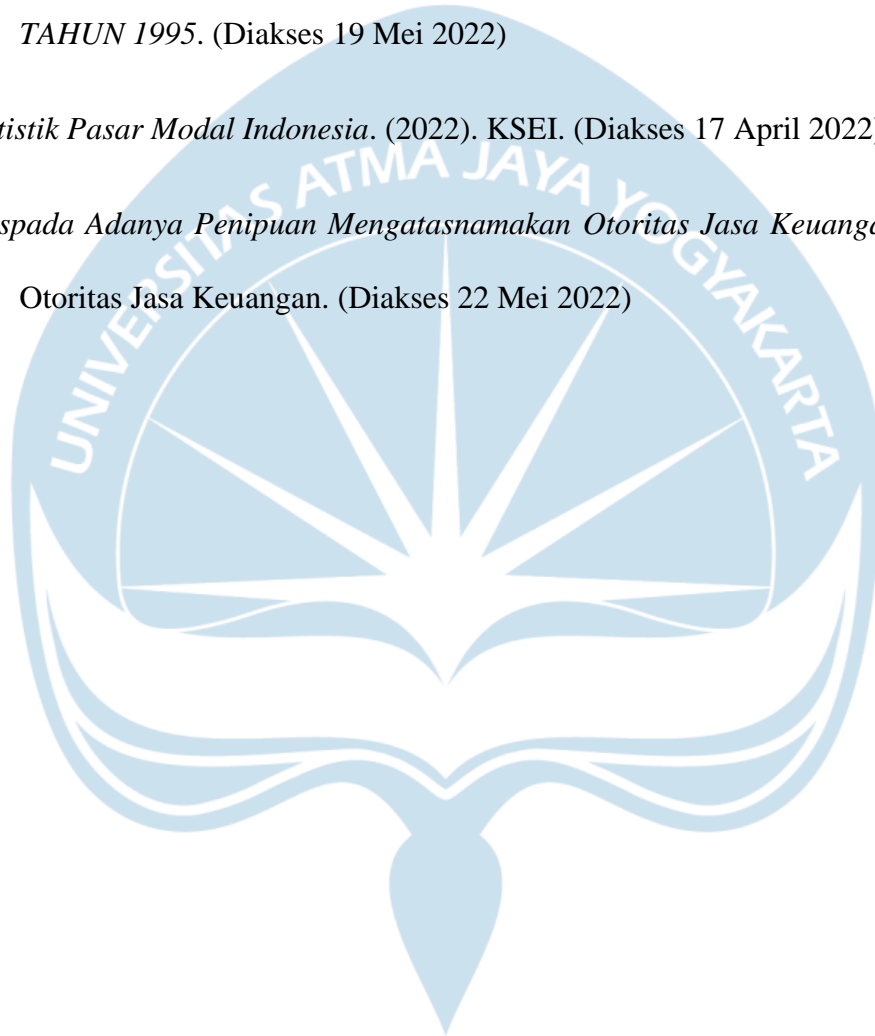 TAHUN 1995. (Diakses 19 Mei 2022)
tistik Pasar Modal Indonesia. (2022). KSEI. (Diakses 17 April 2022)
spada Adanya Penipuan Mengatasnamakan Otoritas Jasa Keuanga
Otoritas Jasa Keuangan. (Diakses 22 Mei 2022)
UNIVERSITAS ATMA JAYA YOGYAKARTA